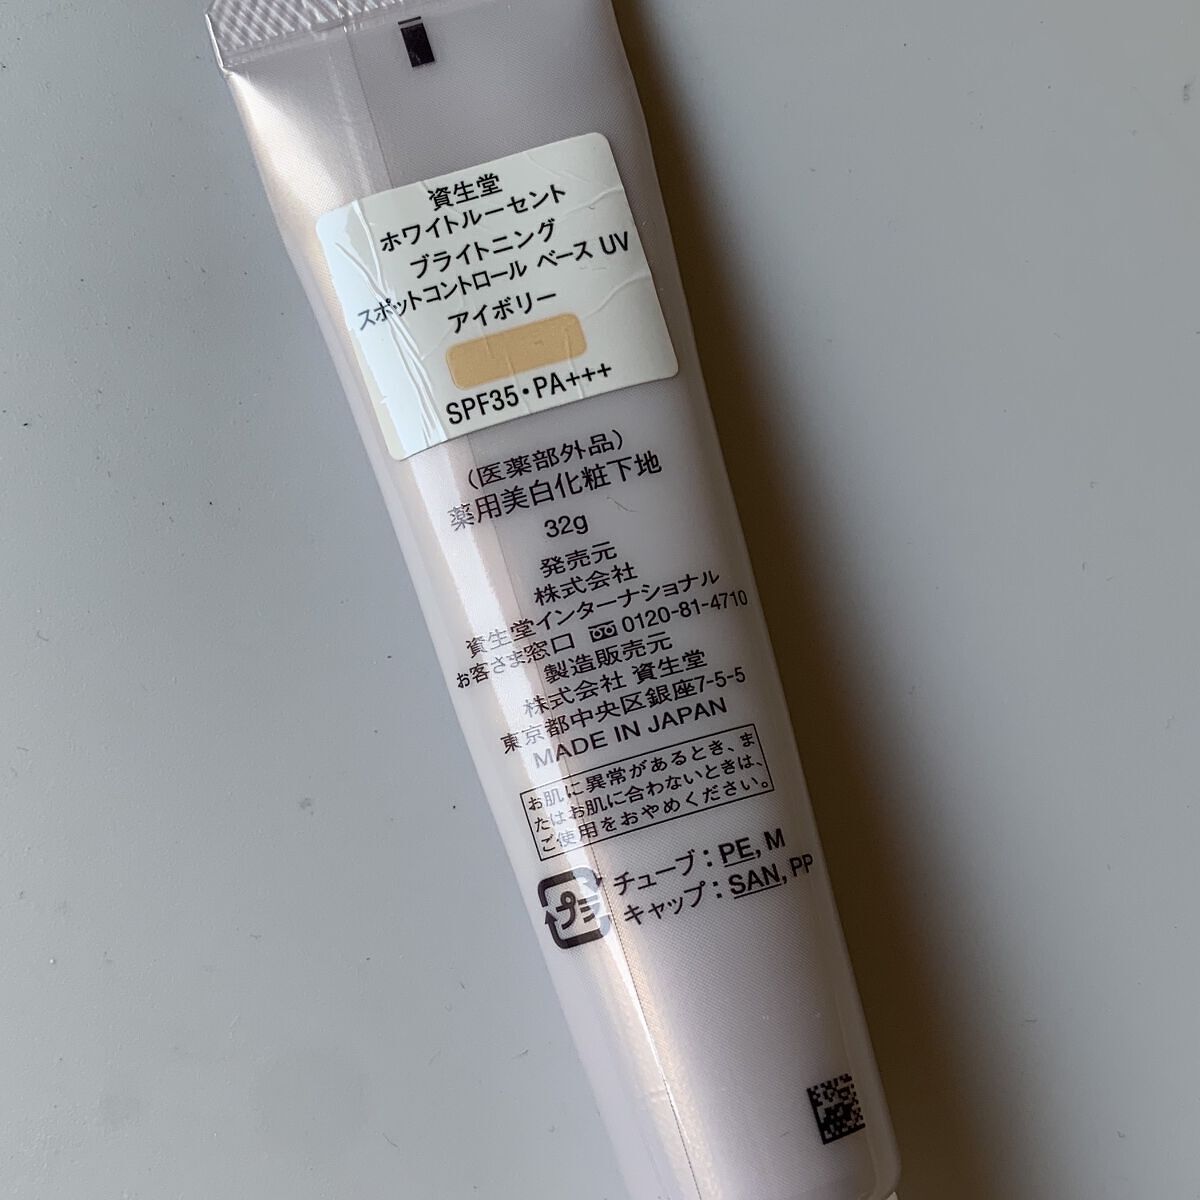 資生堂
ホワイトルーセント
ブライトニング
スポットコントロール ベース UV
アイボリー
SPF35・PA+++
(医薬部外品)
薬用美白化粧下地
32g
発売元
株式会社
資生堂インターナショナル
お客さま窓口 0120-81-4710
製造販売元
株式会社 資生堂
東京都中央区銀座7-5-5
MADE IN JAPAN
お肌に異常があるとき、ま
たはお肌に合わないときは、
ご使用をおやめください。
プラ
チューブ:PE, M
キャップ:SAN, PP